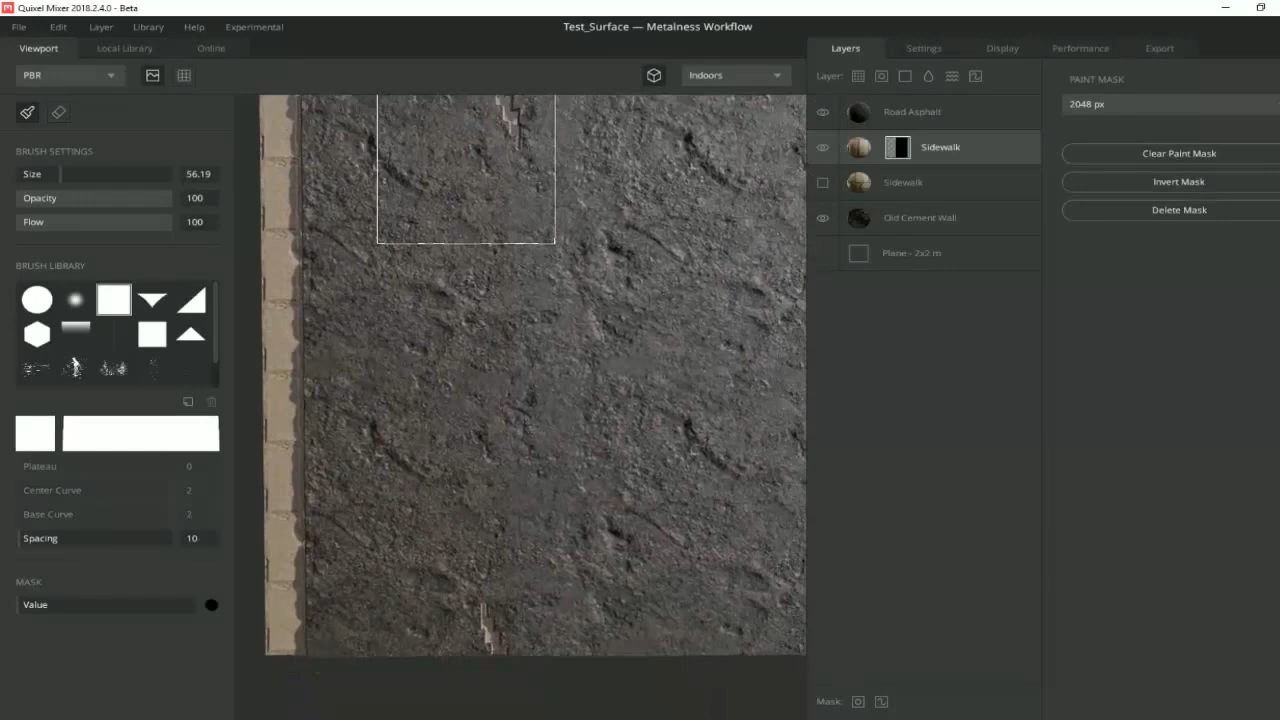 Quixel Mixer 2018.2.4.0 - Beta
File Edit Layer Library Help Experimental
Test_Surface — Metalness Workflow
Viewport Local Library Online
Layers Settings Display Performance Export
PBR
Indoors
Layer:
PAINT MASK
2048 px
Road Asphalt
Sidewalk
Sidewalk
Old Cement Wall
Plane - 2x2 m
Clear Paint Mask
Invert Mask
Delete Mask
BRUSH SETTINGS
Size 56.19
Opacity 100
Flow 100
BRUSH LIBRARY
Plateau 0
Center Curve 2
Base Curve 2
Spacing 10
MASK
Value
Mask: